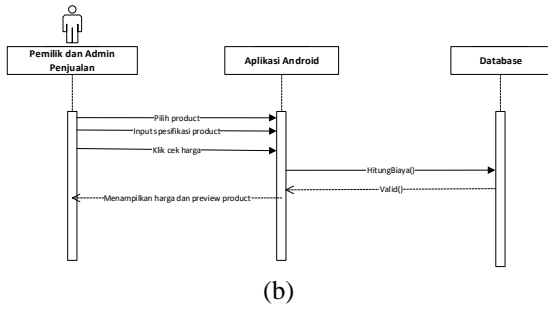 Pemilik dan Admin
Penjualan
Aplikasi Android
Database
Pilih product
Input spesifikasi product
Klik cek harga
HitungBiaya()
Valid()
Menampilkan harga dan preview product
(b)